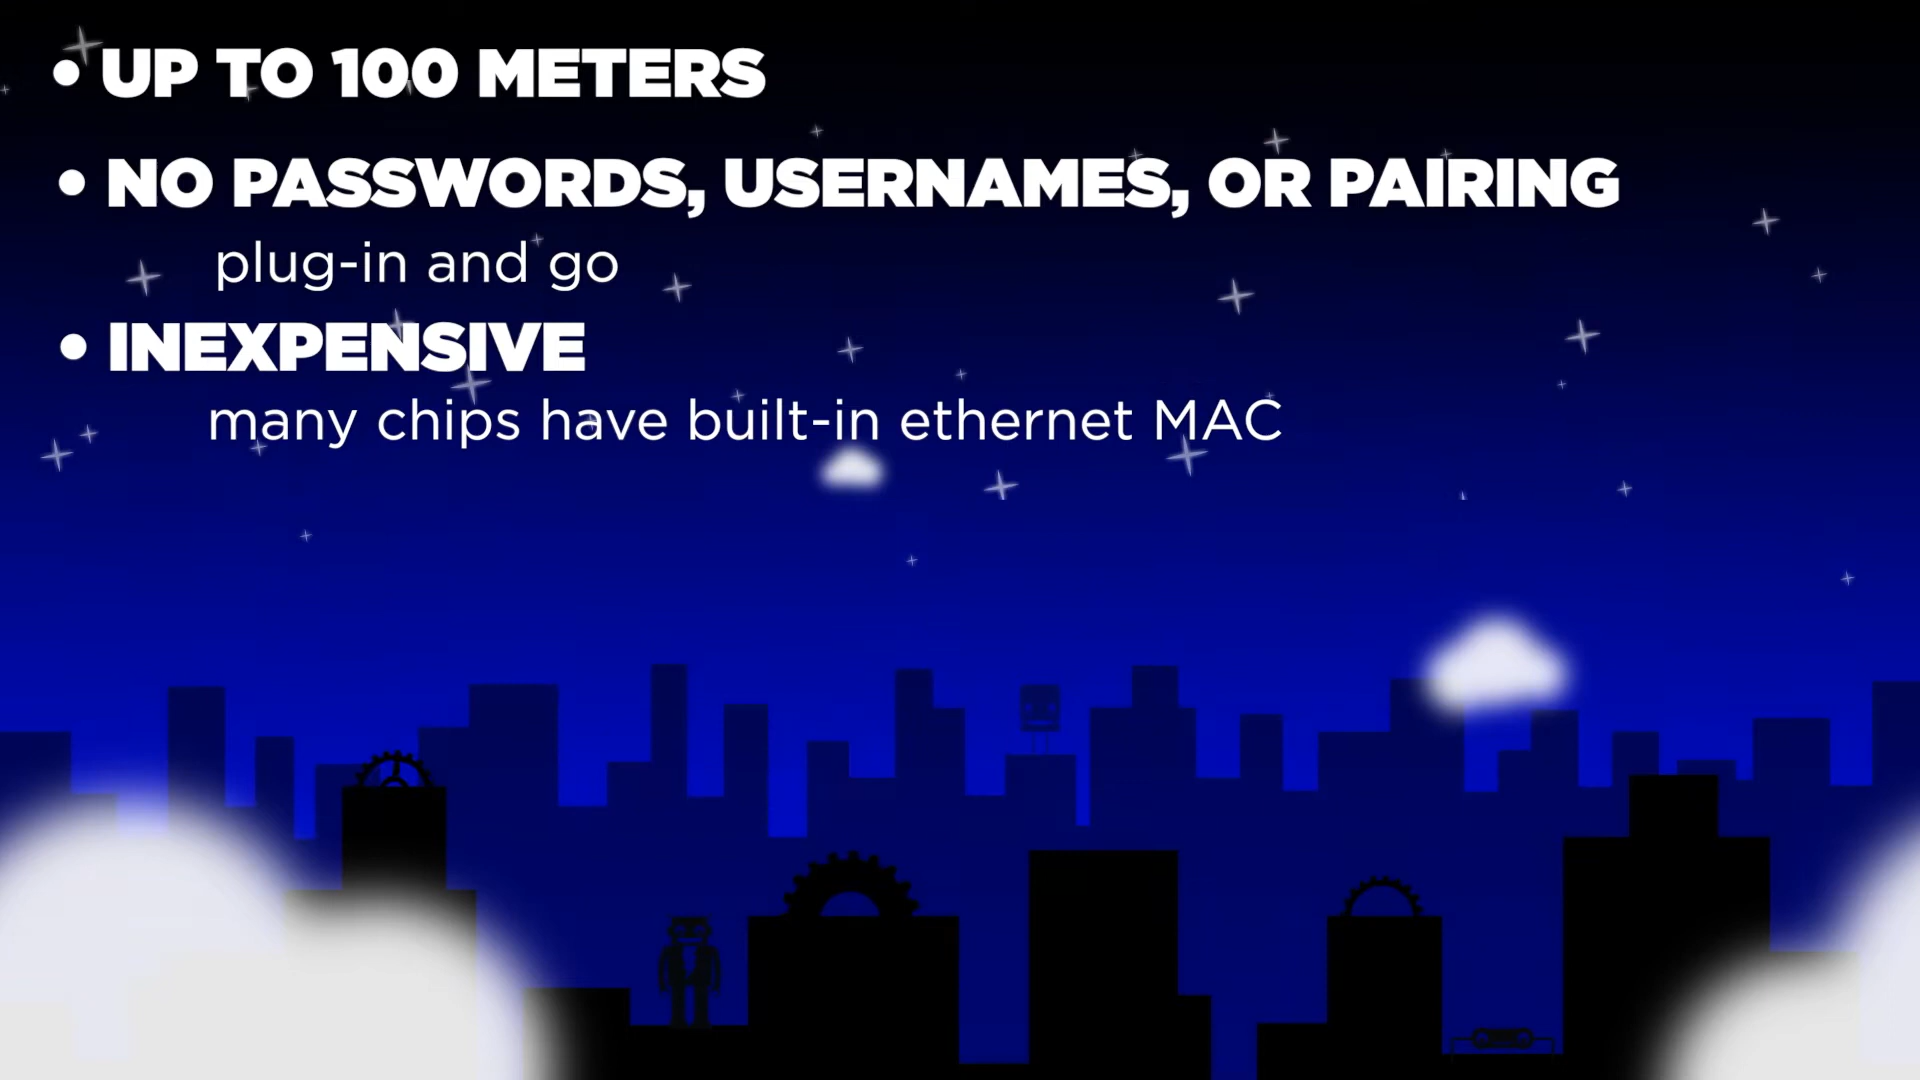 • UP TO 100 METERS
• NO PASSWORDS, USERNAMES, OR PAIRING
plug-in and go
• INEXPENSIVE
many chips have built-in ethernet MAC